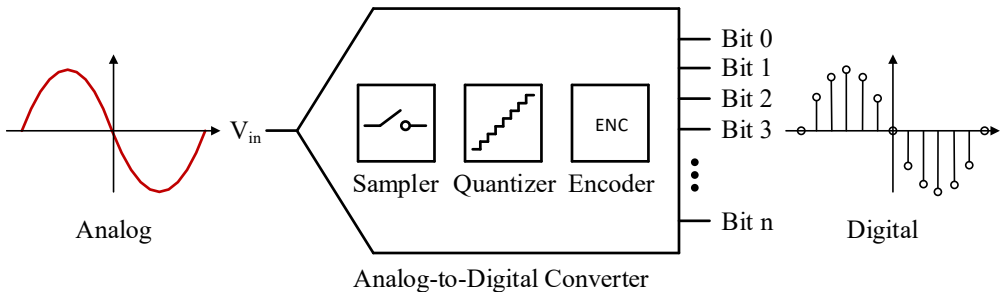 Analog
V_in
Sampler
Quantizer
ENC
Encoder
Bit 0
Bit 1
Bit 2
Bit 3
Bit n
Digital
Analog-to-Digital Converter